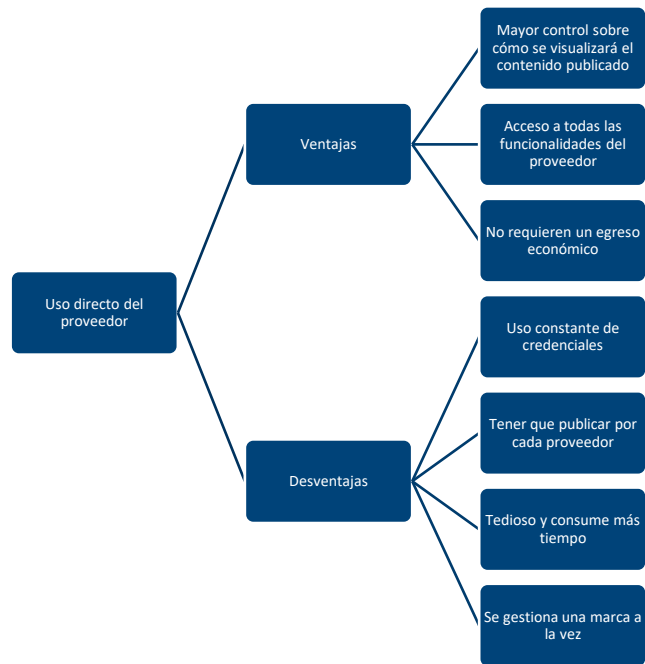 Mayor control sobre
cómo se visualizará el
contenido publicado
Ventajas
Acceso a todas las
funcionalidades del
proveedor
No requieren un egreso
económico
Uso directo del
proveedor
Uso constante de
credenciales
Tener que publicar por
cada proveedor
Desventajas
Tedioso y consume más
tiempo
Se gestiona una marca a
la vez